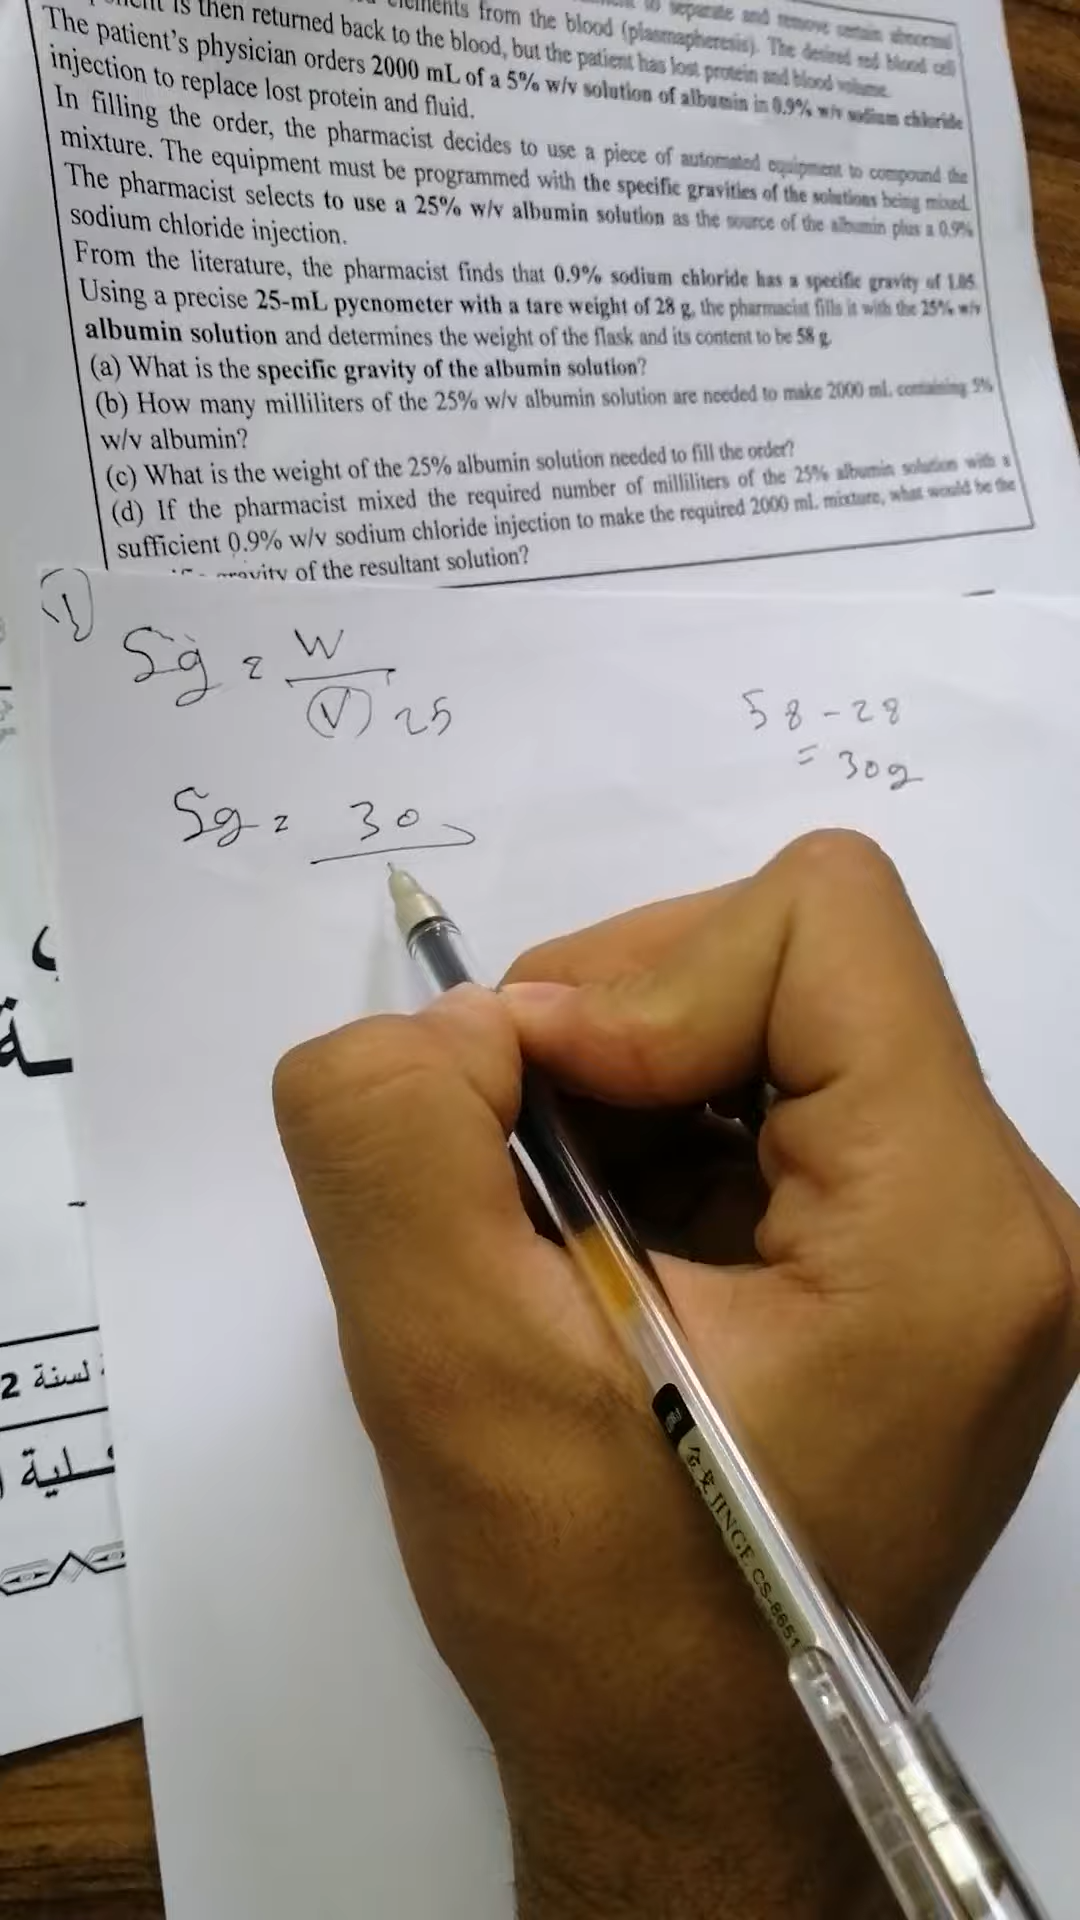 is then returned back to the blood, but the patient has lost protein and blood volume.
elements from the blood (plasmapheresis). The desired red blood cell
to separate and remove certain abnormal
The patient's physician orders 2000 mL of a 5% w/v solution of albumin in 0.9% w/v sodium chloride
injection to replace lost protein and fluid.
In filling the order, the pharmacist decides to use a piece of automated equipment to compound the
mixture. The equipment must be programmed with the specific gravities of the solutions being mixed.
The pharmacist selects to use a 25% w/v albumin solution as the source of the albumin plus a 0.9%
sodium chloride injection.
From the literature, the pharmacist finds that 0.9% sodium chloride has a specific gravity of 1.05.
Using a precise 25-mL pycnometer with a tare weight of 28 g, the pharmacist fills it with the 25% w/v
albumin solution and determines the weight of the flask and its content to be 58 g.
(a) What is the specific gravity of the albumin solution?
(b) How many milliliters of the 25% w/v albumin solution are needed to make 2000 mL containing 5%
w/v albumin?
(c) What is the weight of the 25% albumin solution needed to fill the order?
(d) If the pharmacist mixed the required number of milliliters of the 25% albumin solution with a
sufficient 0.9% w/v sodium chloride injection to make the required 2000 mL mixture, what would be the
gravity of the resultant solution?
1
Sg = W
V 25
58 - 28
= 30g
Sg = 30
لسنة 2
JINGE CS-8651